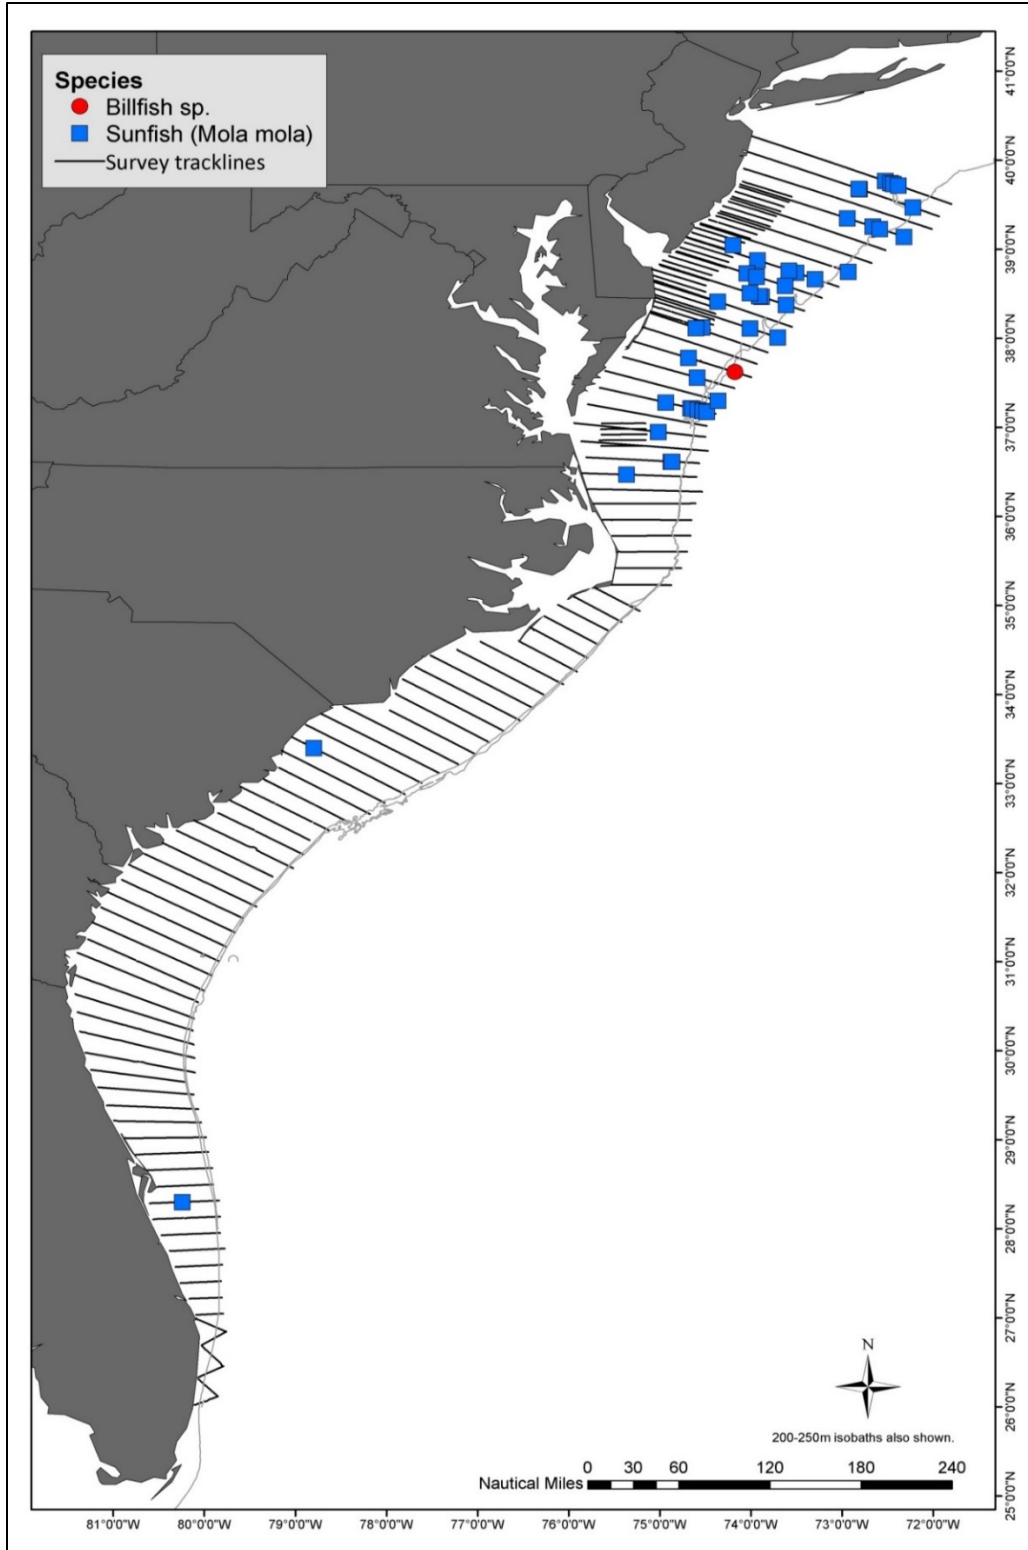 Species
Billfish sp.
Sunfish (Mola mola)
Survey tracklines
41°0'0"N
40°0'0"N
39°0'0"N
38°0'0"N
37°0'0"N
36°0'0"N
35°0'0"N
34°0'0"N
33°0'0"N
32°0'0"N
31°0'0"N
30°0'0"N
29°0'0"N
28°0'0"N
27°0'0"N
26°0'0"N
25°0'0"N
N
200-250m isobaths also shown.
0 30 60 120 180 240
Nautical Miles
81°0'0"W 80°0'0"W 79°0'0"W 78°0'0"W 77°0'0"W 76°0'0"W 75°0'0"W 74°0'0"W 73°0'0"W 72°0'0"W